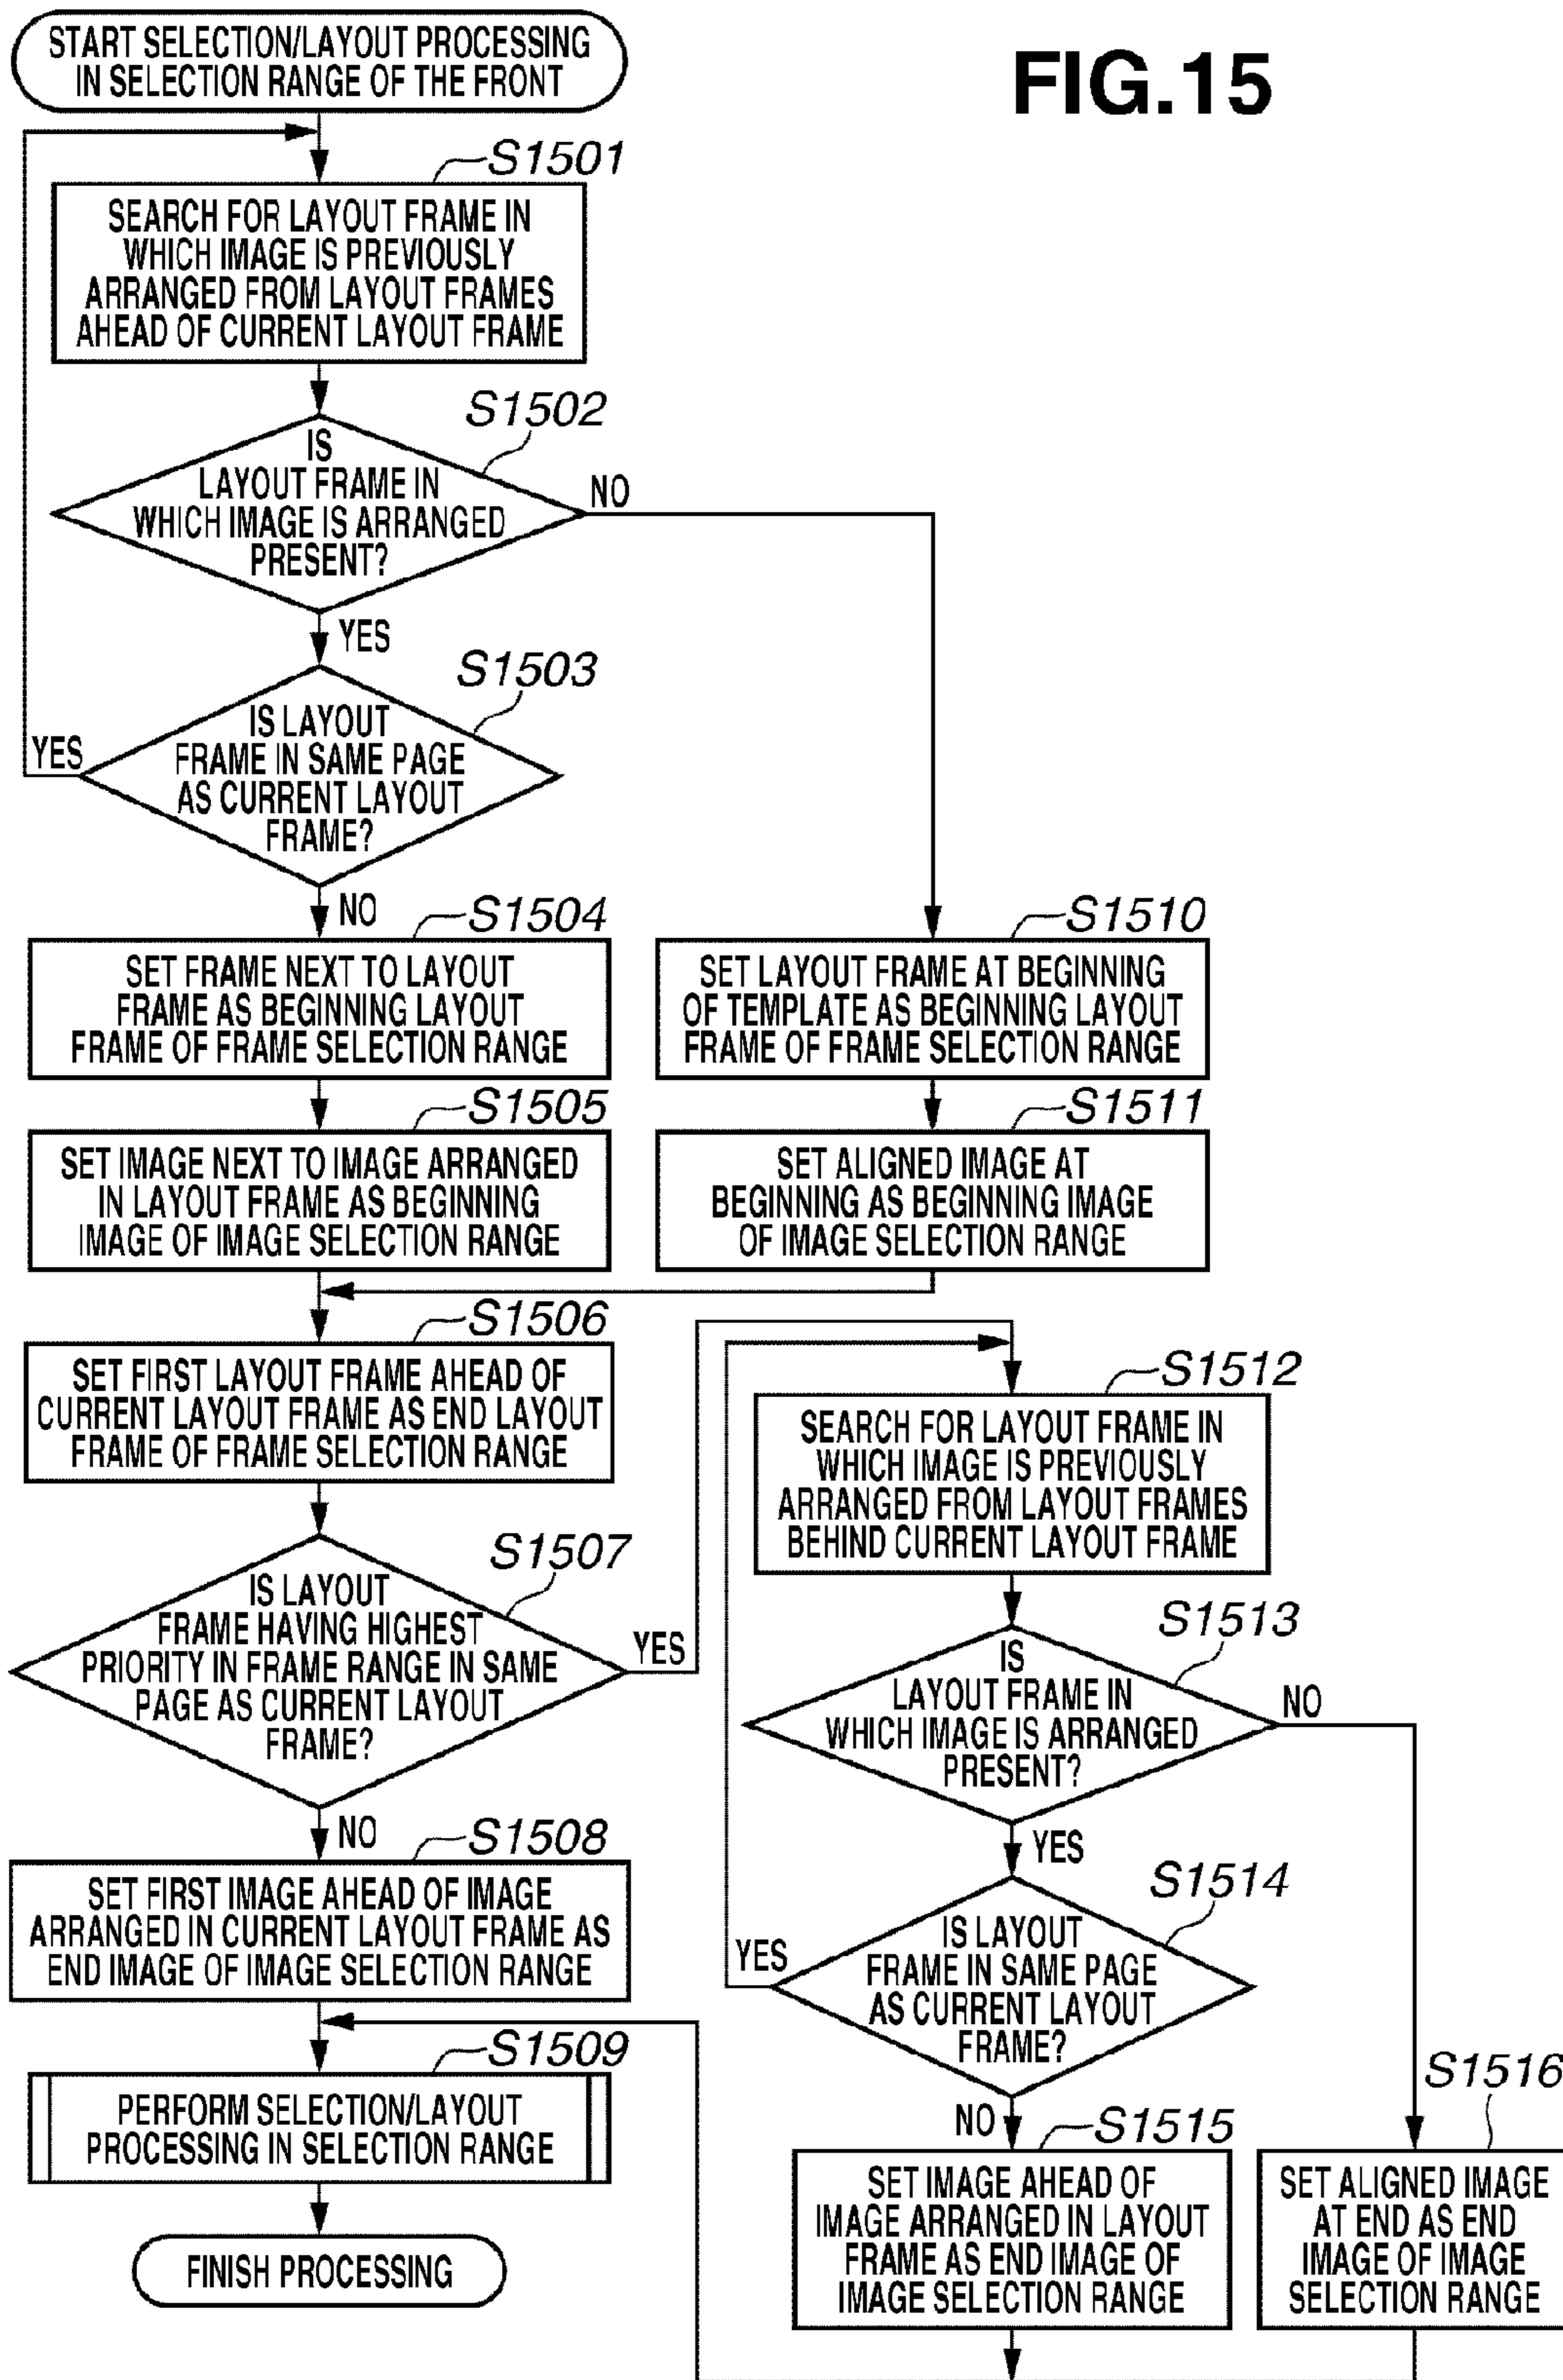 START SELECTION/LAYOUT PROCESSING
IN SELECTION RANGE OF THE FRONT
FIG.15
S1501
SEARCH FOR LAYOUT FRAME IN
WHICH IMAGE IS PREVIOUSLY
ARRANGED FROM LAYOUT FRAMES
AHEAD OF CURRENT LAYOUT FRAME
S1502
IS
LAYOUT FRAME IN
WHICH IMAGE IS ARRANGED
PRESENT?
NO
YES
S1503
IS LAYOUT
FRAME IN SAME PAGE
AS CURRENT LAYOUT
FRAME?
YES
NO
S1504
SET FRAME NEXT TO LAYOUT
FRAME AS BEGINNING LAYOUT
FRAME OF FRAME SELECTION RANGE
S1510
SET LAYOUT FRAME AT BEGINNING
OF TEMPLATE AS BEGINNING LAYOUT
FRAME OF FRAME SELECTION RANGE
S1505
SET IMAGE NEXT TO IMAGE ARRANGED
IN LAYOUT FRAME AS BEGINNING
IMAGE OF IMAGE SELECTION RANGE
S1511
SET ALIGNED IMAGE AT
BEGINNING AS BEGINNING IMAGE
OF IMAGE SELECTION RANGE
S1506
SET FIRST LAYOUT FRAME AHEAD OF
CURRENT LAYOUT FRAME AS END LAYOUT
FRAME OF FRAME SELECTION RANGE
S1507
IS LAYOUT
FRAME HAVING HIGHEST
PRIORITY IN FRAME RANGE IN SAME
PAGE AS CURRENT LAYOUT
FRAME?
YES
NO
S1508
SET FIRST IMAGE AHEAD OF IMAGE
ARRANGED IN CURRENT LAYOUT FRAME AS
END IMAGE OF IMAGE SELECTION RANGE
S1509
PERFORM SELECTION/LAYOUT
PROCESSING IN SELECTION RANGE
FINISH PROCESSING
S1512
SEARCH FOR LAYOUT FRAME IN
WHICH IMAGE IS PREVIOUSLY
ARRANGED FROM LAYOUT FRAMES
BEHIND CURRENT LAYOUT FRAME
S1513
IS
LAYOUT FRAME IN
WHICH IMAGE IS ARRANGED
PRESENT?
NO
YES
S1514
IS LAYOUT
FRAME IN SAME PAGE
AS CURRENT LAYOUT
FRAME?
YES
NO
S1515
SET IMAGE AHEAD OF
IMAGE ARRANGED IN LAYOUT
FRAME AS END IMAGE OF
IMAGE SELECTION RANGE
S1516
SET ALIGNED IMAGE
AT END AS END
IMAGE OF IMAGE
SELECTION RANGE